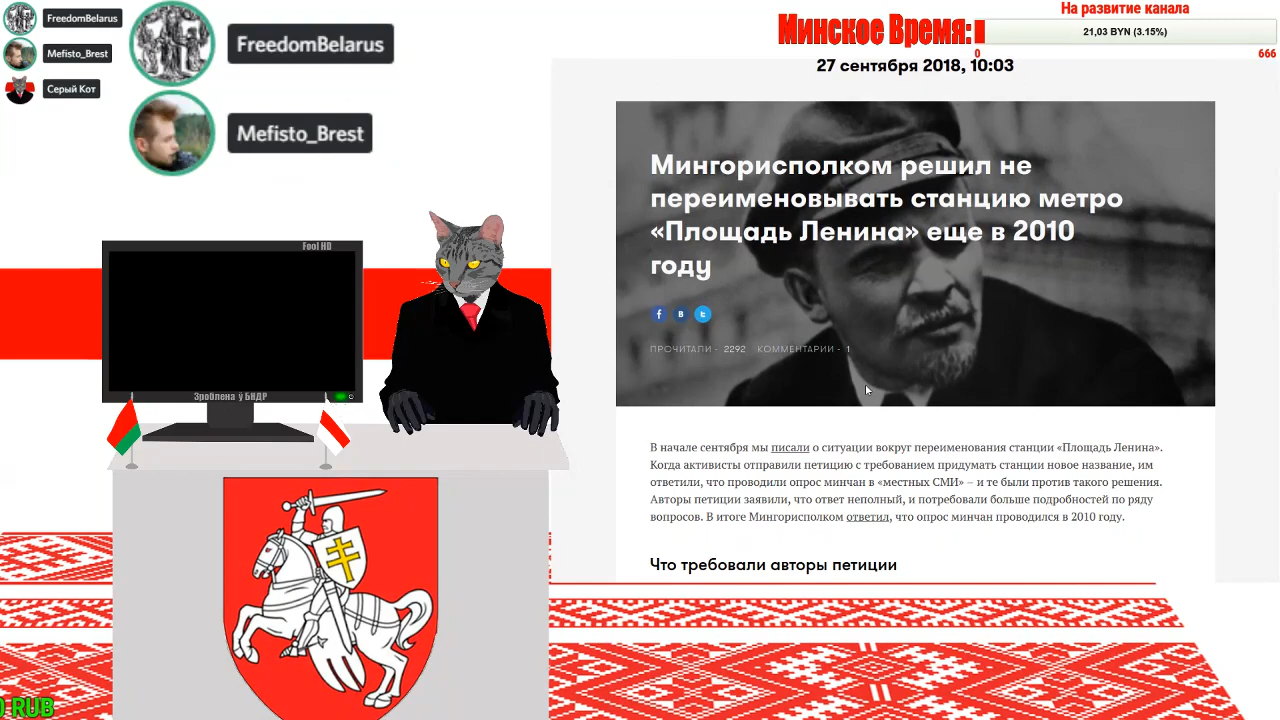 FreedomBelarus
Mefisto_Brest
Серый Кот
FreedomBelarus
Mefisto_Brest
Минское Время:
На развитие канала
21,03 BYN (3.15%)
0
666
27 сентября 2018, 10:03
Мингорисполком решил не
переименовывать станцию метро
«Площадь Ленина» еще в 2010
году
ПРОЧИТАЛИ - 2292 КОММЕНТАРИИ - 1
В начале сентября мы писали о ситуации вокруг переименования станции «Площадь Ленина».
Когда активисты отправили петицию с требованием придумать станции новое название, им
ответили, что проводили опрос минчан в «местных СМИ» – и те были против такого решения.
Авторы петиции заявили, что ответ неполный, и потребовали больше подробностей по ряду
вопросов. В итоге Мингорисполком ответил, что опрос минчан проводился в 2010 году.
Что требовали авторы петиции
Fool HD
Зроблена ў БНДР
0 RUB